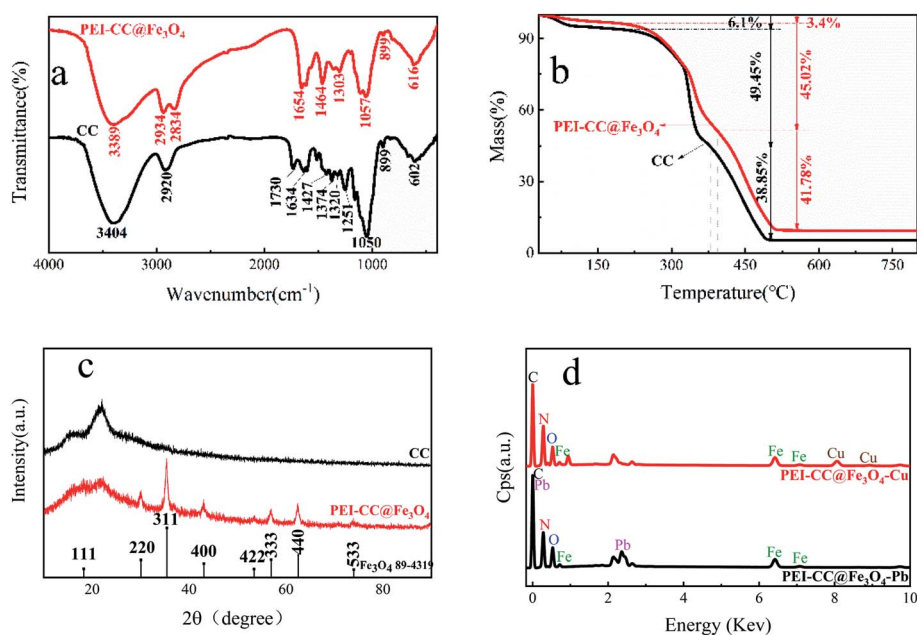 a
PEI-CC@Fe₃O₄
CC
3389
2934
2834
1654
1464
1303
1057
899
616
3404
2920
1730
1634
1427
1374
1320
1251
1050
899
602
Transmittance(%)
4000 3000 2000 1000
Wavenumber(cm⁻¹)
b
6.1%
3.4%
49.45%
45.02%
38.85%
41.78%
PEI-CC@Fe₃O₄
CC
Mass(%)
90
60
30
0
150 300 450 600 750
Temperature(℃)
c
CC
PEI-CC@Fe₃O₄
111
220
311
400
422
333
440
533
Fe₃O₄ 89-4319
Intensity(a.u.)
20 40 60 80
2θ（degree）
d
C
N
O
Fe
Fe
Fe
Cu
Cu
PEI-CC@Fe₃O₄-Cu
C
Pb
N
O
Fe
Pb
Fe
Fe
PEI-CC@Fe₃O₄-Pb
Cps(a.u.)
0 2 4 6 8 10
Energy (Kev)